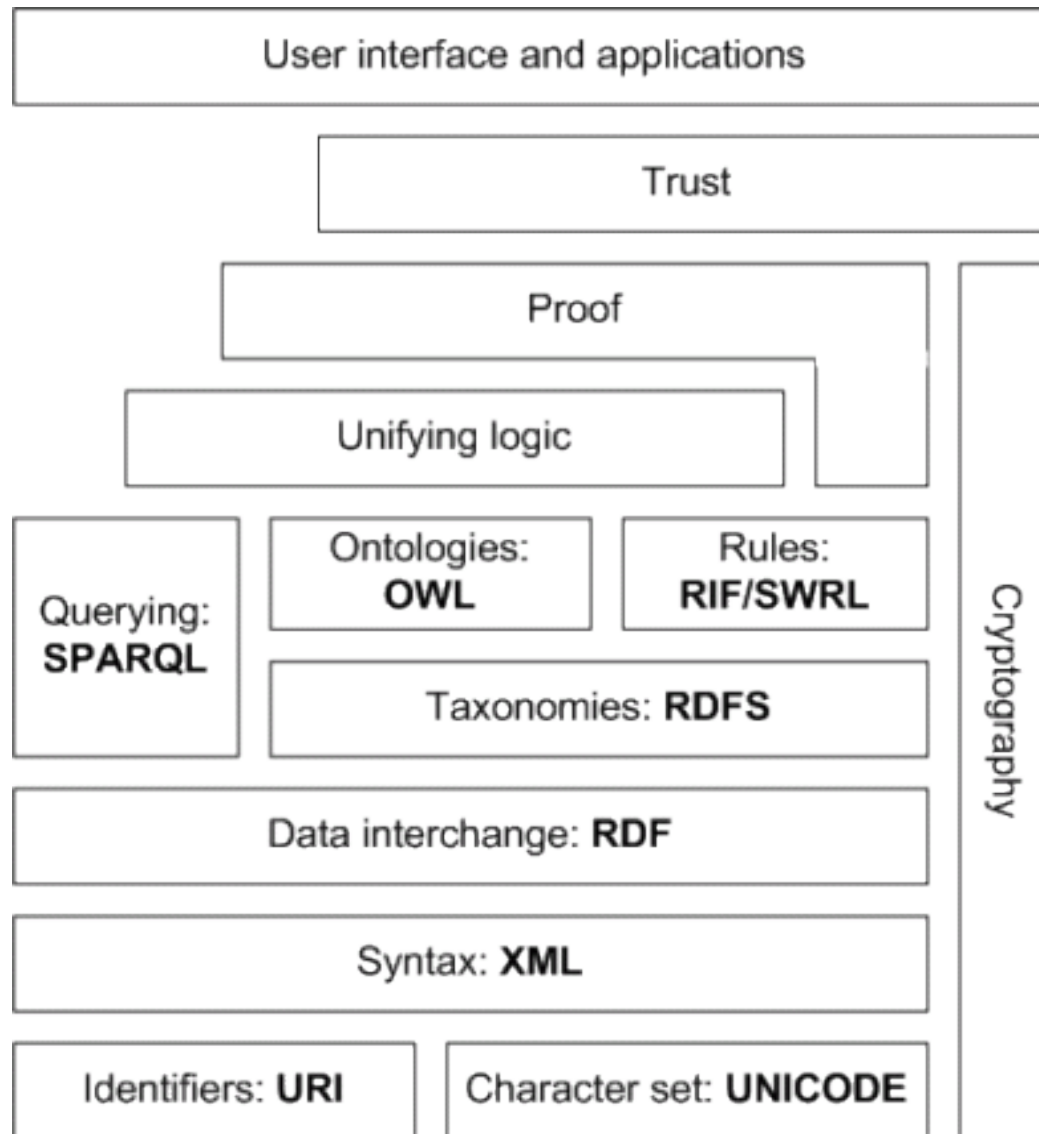 User interface and applications
Trust
Proof
Unifying logic
Querying:
SPARQL
Ontologies:
OWL
Rules:
RIF/SWRL
Taxonomies: RDFS
Cryptography
Data interchange: RDF
Syntax: XML
Identifiers: URI
Character set: UNICODE